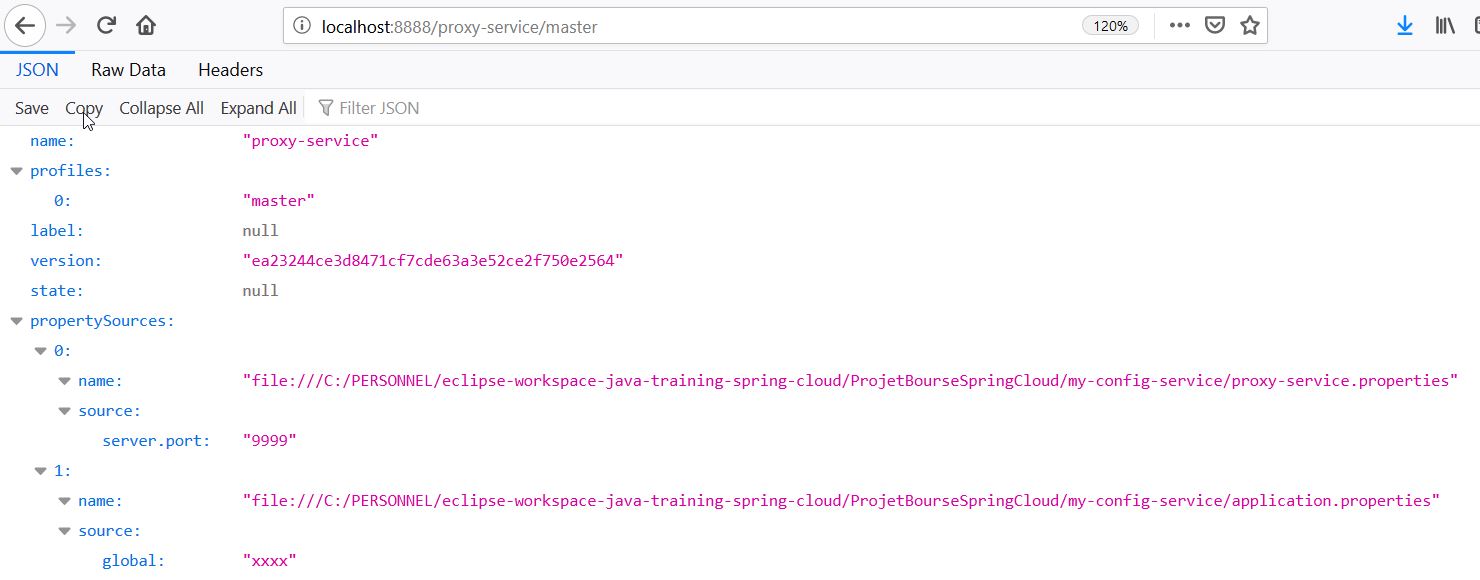 localhost:8888/proxy-service/master 120%
JSON Raw Data Headers
Save Copy Collapse All Expand All Filter JSON
name: "proxy-service"
profiles:
0: "master"
label: null
version: "ea23244ce3d8471cf7cde63a3e52ce2f750e2564"
state: null
propertySources:
0:
name: "file:///C:/PERSONNEL/eclipse-workspace-java-training-spring-cloud/ProjetBourseSpringCloud/my-config-service/proxy-service.properties"
source:
server.port: "9999"
1:
name: "file:///C:/PERSONNEL/eclipse-workspace-java-training-spring-cloud/ProjetBourseSpringCloud/my-config-service/application.properties"
source:
global: "xxxx"